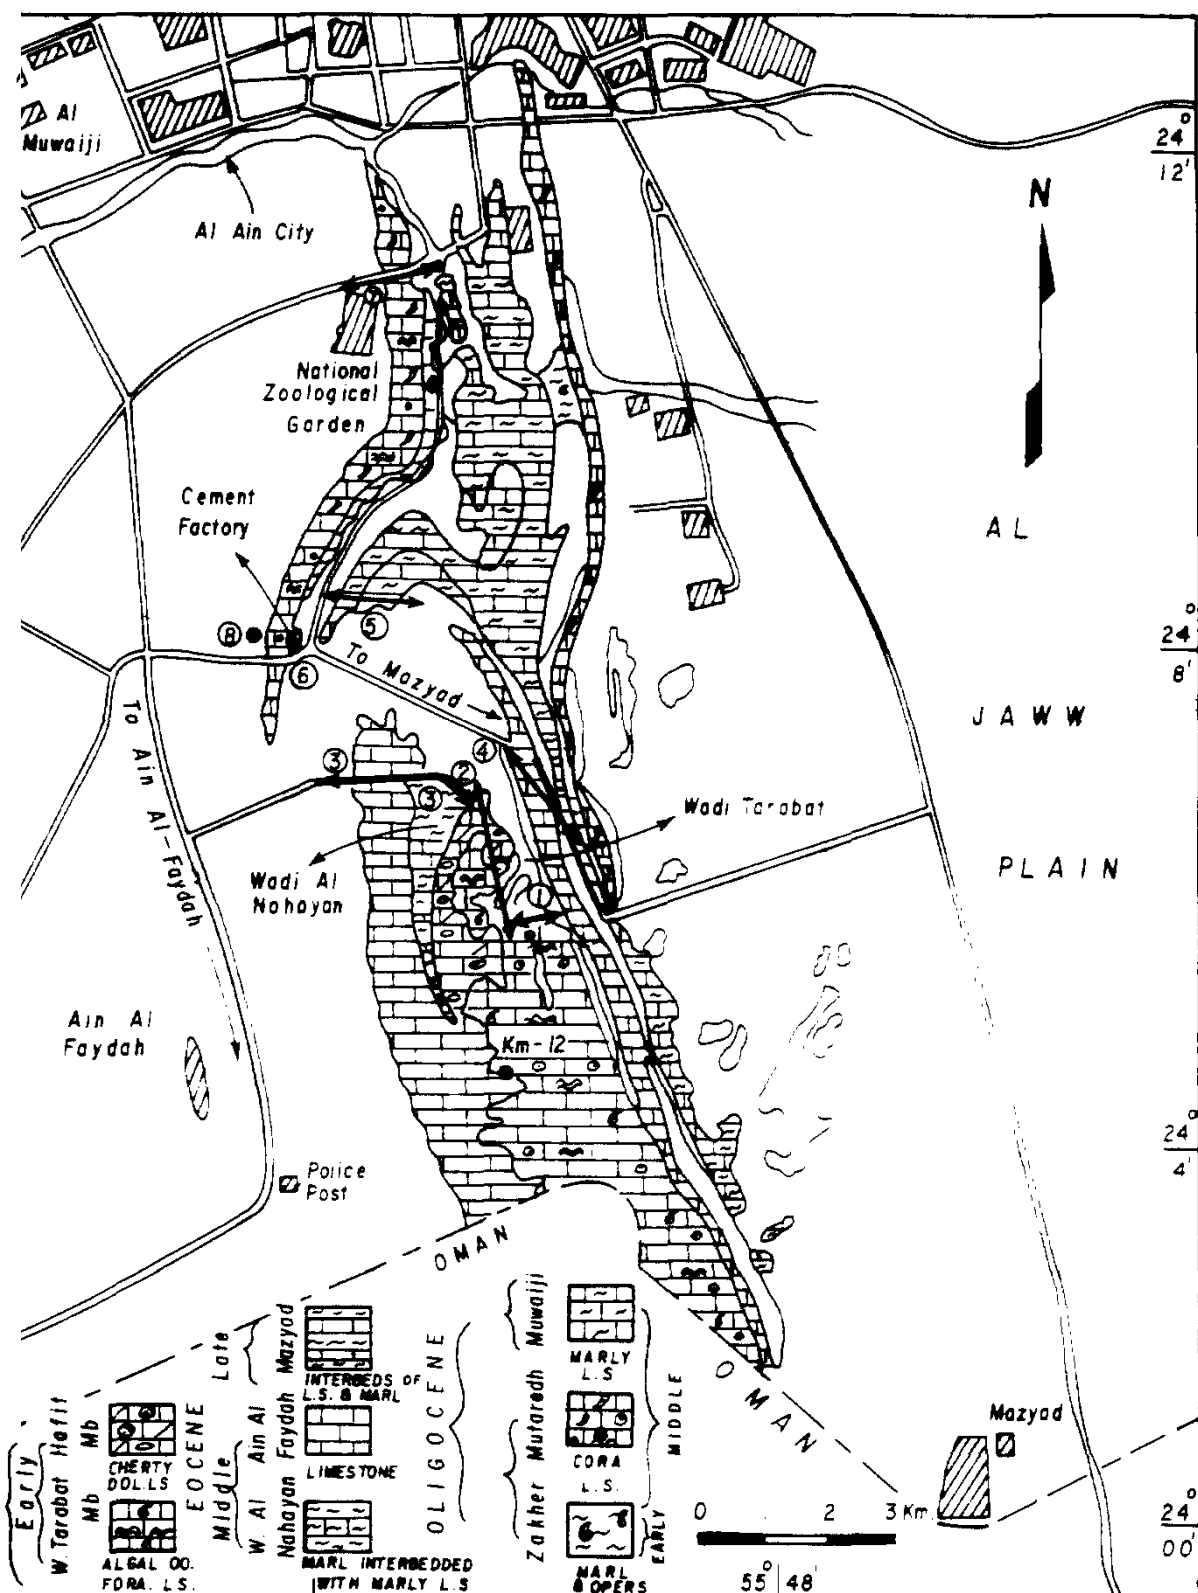 Al
Muwaiji
24°
12'
N
Al Ain City
7
National
Zoological
Garden
Cement
Factory
AL
8
5
24°
8'
6
To Mazyad
JAWW
To Ain Al-Faydah
3
4
2
3
Wadi Tarabat
PLAIN
Wadi Al
Nahayan
1
Ain Al
Faydah
Km-12
24°
4'
Police
Post
OMAN
OMAN
Mazyad
Early
W. Tarabat Hafit
Mb Mb
CHERTY
DOL.LS
ALGAL OO.
FORA. L.S.
EOCENE
Middle Late
W. Al Ain Al
Nahayan Faydah Mazyad
INTERBEDS OF
L.S. & MARL
LIMESTONE
MARL INTERBEDDED
WITH MARLY L.S
OLIGOCENE
Zakher Mutaredh Muwaiji
MARLY
L.S
CORA
L.S.
MARL
& OPERS
EARLY
MIDDLE
0 2 3 Km.
24°
00'
55° 48'